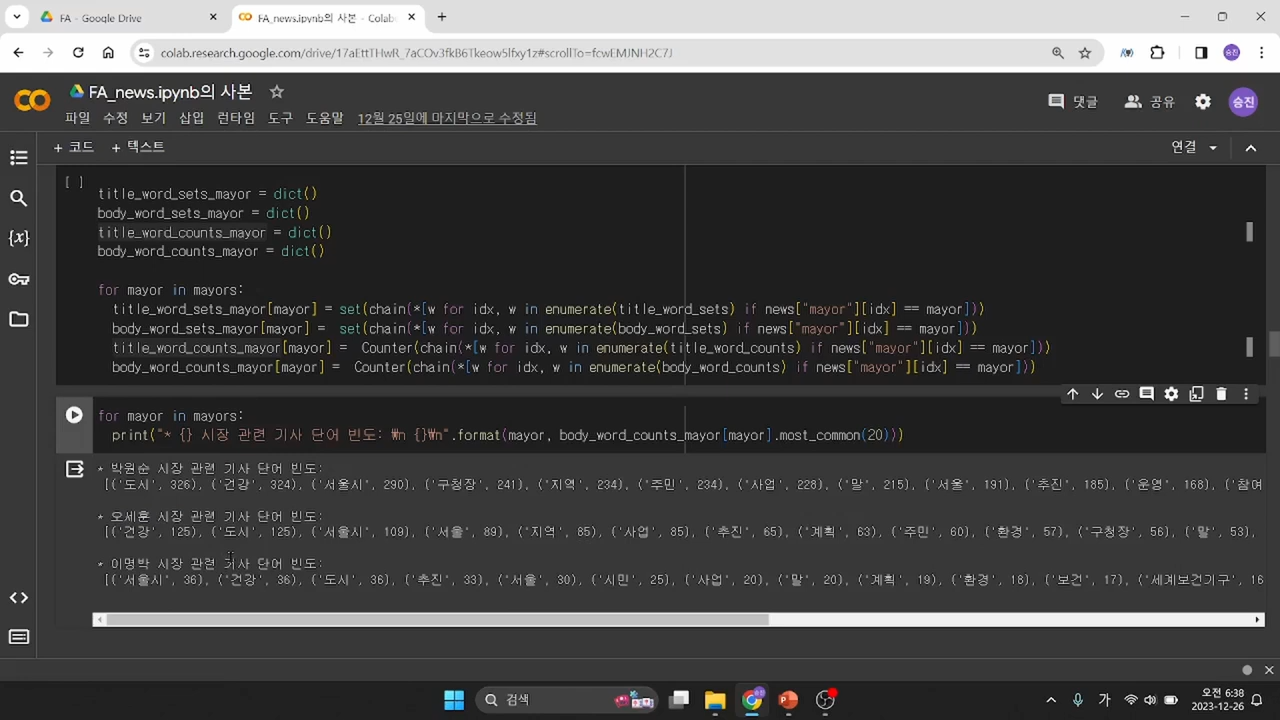 FA - Google Drive
FA_news.ipynb의 사본 - Colab
colab.research.google.com/drive/17aEttTHwR_7aCOv3fkB6Tkeow5lfxy1z#scrollTo=fcwEMJNH2C7J
승진
FA_news.ipynb의 사본
댓글
공유
승진
파일 수정 보기 삽입 런타임 도구 도움말 12월 25일에 마지막으로 수정됨
+ 코드 + 텍스트
연결
[ ]
title_word_sets_mayor = dict()
body_word_sets_mayor = dict()
title_word_counts_mayor = dict()
body_word_counts_mayor = dict()
for mayor in mayors:
title_word_sets_mayor[mayor] = set(chain(*[w for idx, w in enumerate(title_word_sets) if news["mayor"][idx] == mayor]))
body_word_sets_mayor[mayor] = set(chain(*[w for idx, w in enumerate(body_word_sets) if news["mayor"][idx] == mayor]))
title_word_counts_mayor[mayor] = Counter(chain(*[w for idx, w in enumerate(title_word_counts) if news["mayor"][idx] == mayor]))
body_word_counts_mayor[mayor] = Counter(chain(*[w for idx, w in enumerate(body_word_counts) if news["mayor"][idx] == mayor]))
for mayor in mayors:
print("* {} 시장 관련 기사 단어 빈도: ₩n {}₩n".format(mayor, body_word_counts_mayor[mayor].most_common(20)))
* 박원순 시장 관련 기사 단어 빈도:
[('도시', 326), ('건강', 324), ('서울시', 290), ('구청장', 241), ('지역', 234), ('주민', 234), ('사업', 228), ('말', 215), ('서울', 191), ('추진', 185), ('운영', 168), ('참여
* 오세훈 시장 관련 기사 단어 빈도:
[('건강', 125), ('도시', 125), ('서울시', 109), ('서울', 89), ('지역', 85), ('사업', 85), ('추진', 65), ('계획', 63), ('주민', 60), ('환경', 57), ('구청장', 56), ('말', 53),
* 이명박 시장 관련 기사 단어 빈도:
[('서울시', 38), ('건강', 36), ('도시', 36), ('추진', 33), ('서울', 30), ('시민', 25), ('사업', 20), ('말', 20), ('계획', 19), ('환경', 18), ('보건', 17), ('세계보건기구', 16
검색
가
오전 6:38
2023-12-26